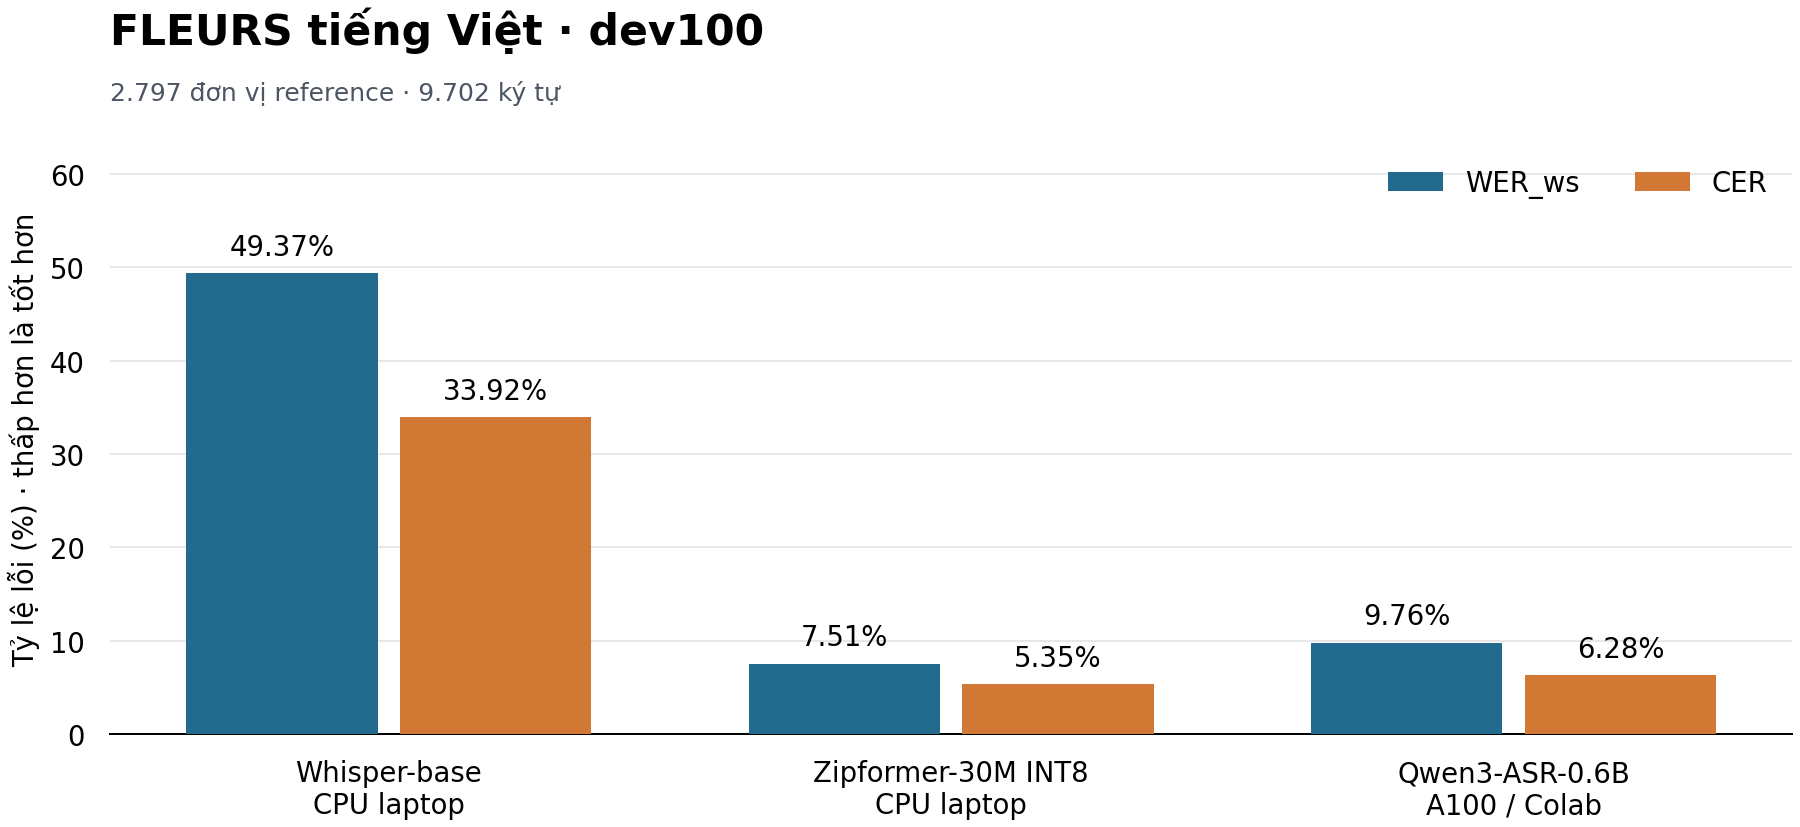 FLEURS tiếng Việt · dev100
2.797 đơn vị reference · 9.702 ký tự
Tỷ lệ lỗi (%) · thấp hơn là tốt hơn
60
50
40
30
20
10
0
WER_ws
CER
49.37%
33.92%
7.51%
5.35%
9.76%
6.28%
Whisper-base
CPU laptop
Zipformer-30M INT8
CPU laptop
Qwen3-ASR-0.6B
A100 / Colab